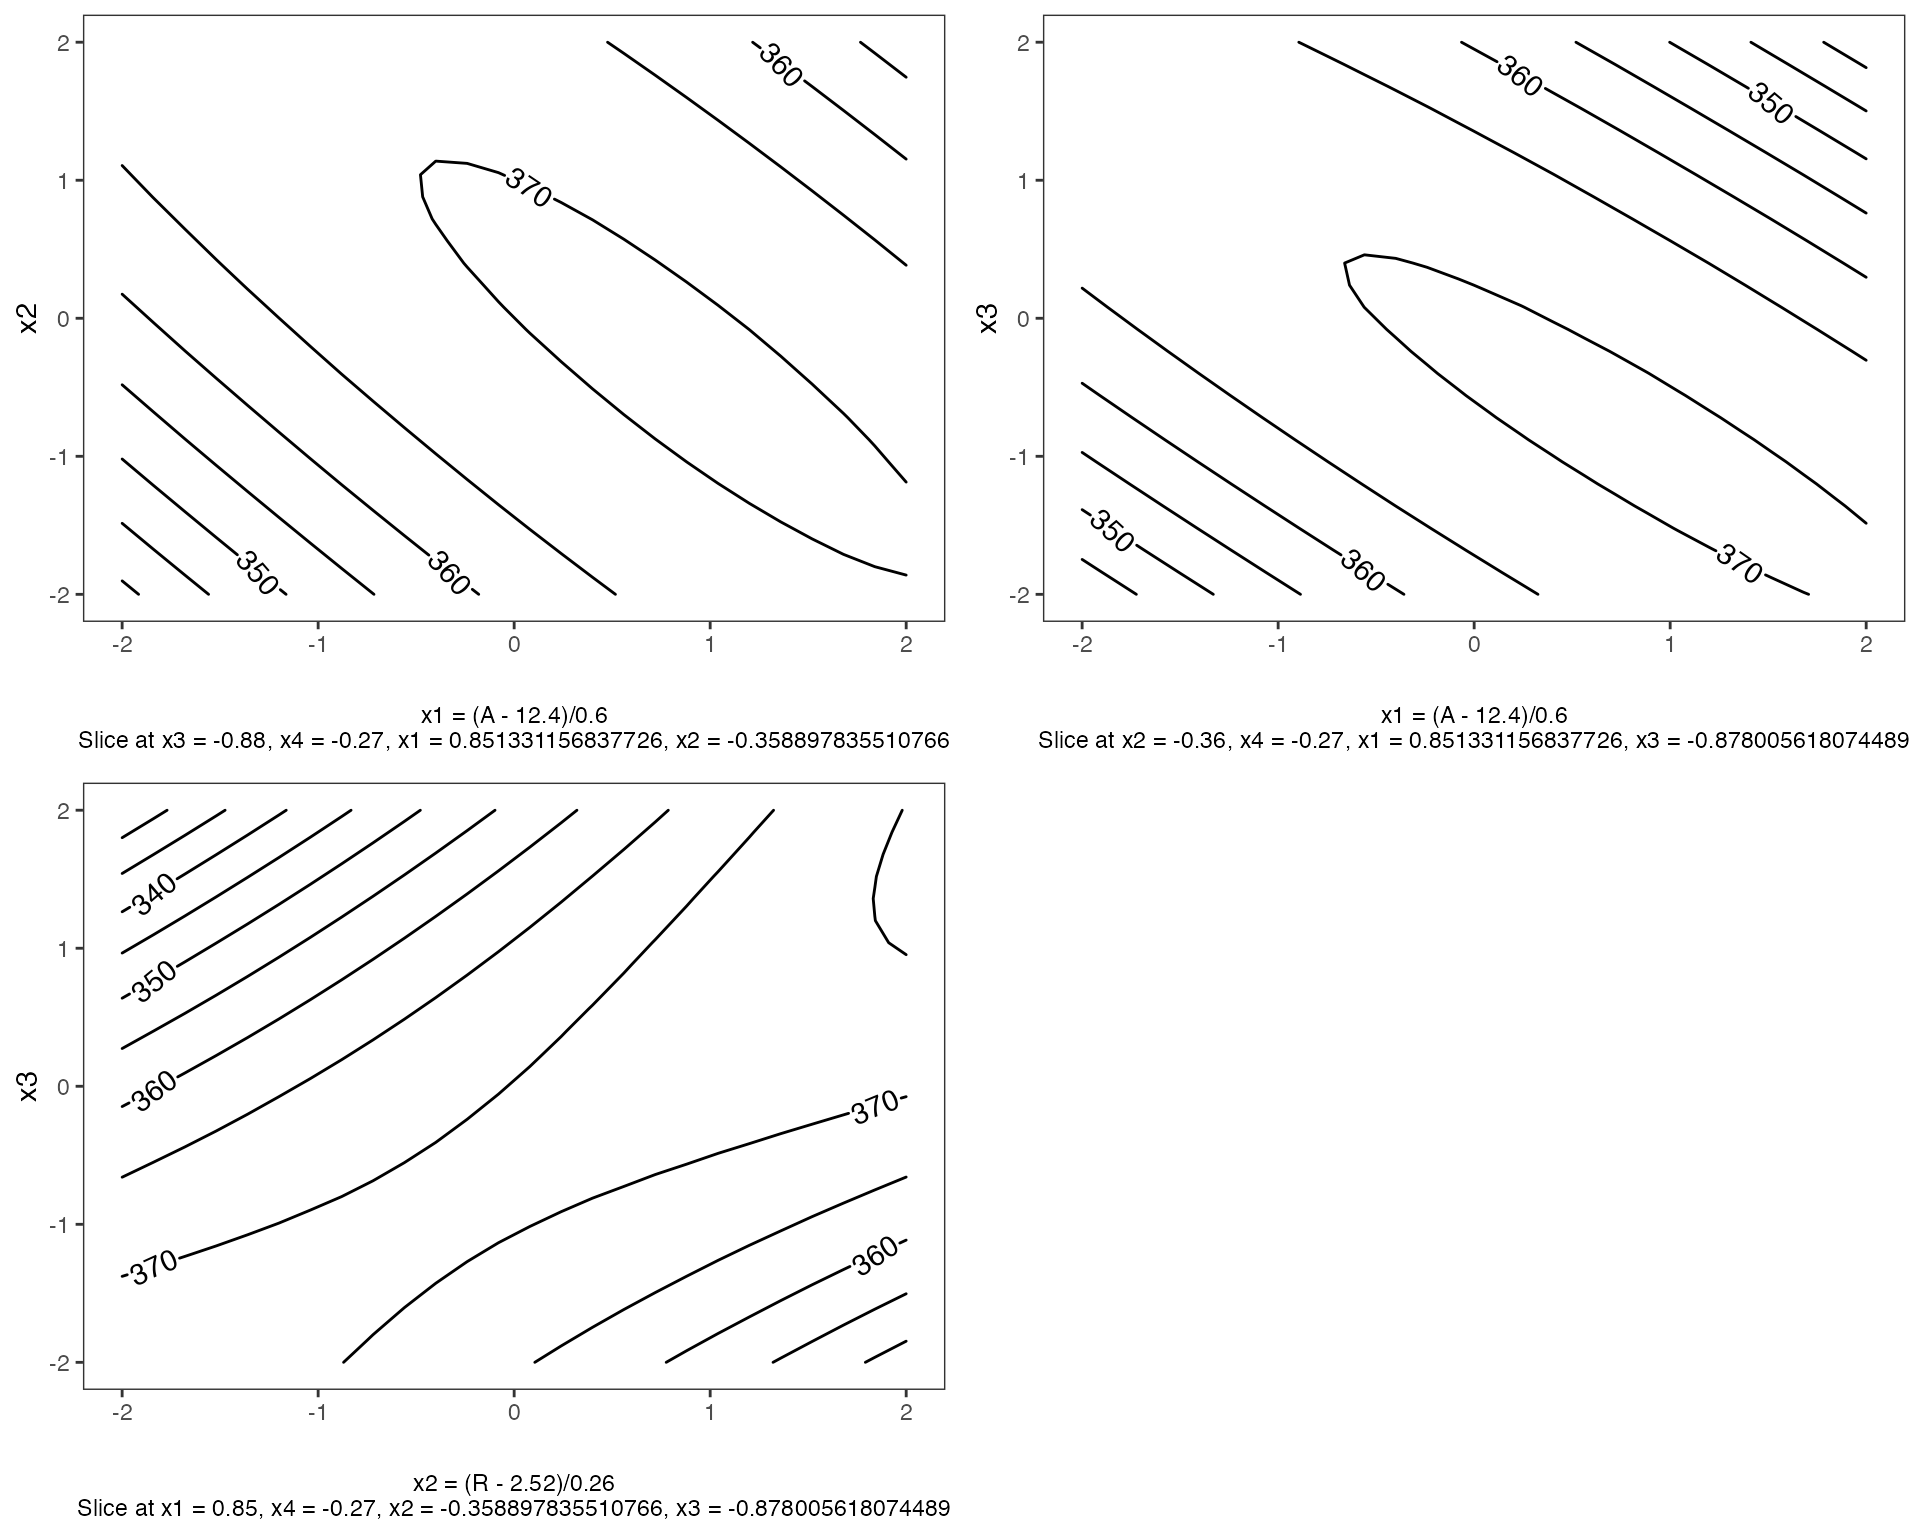 2
1
0
-1
-2
x2
360
370
350
360
-2 -1 0 1 2
x1 = (A - 12.4)/0.6
Slice at x3 = -0.88, x4 = -0.27, x1 = 0.851331156837726, x2 = -0.358897835510766
2
1
0
-1
-2
x3
360
350
350
360
370
-2 -1 0 1 2
x1 = (A - 12.4)/0.6
Slice at x2 = -0.36, x4 = -0.27, x1 = 0.851331156837726, x3 = -0.878005618074489
2
1
0
-1
-2
x3
340
350
360
370
370
360
-2 -1 0 1 2
x2 = (R - 2.52)/0.26
Slice at x1 = 0.85, x4 = -0.27, x2 = -0.358897835510766, x3 = -0.878005618074489